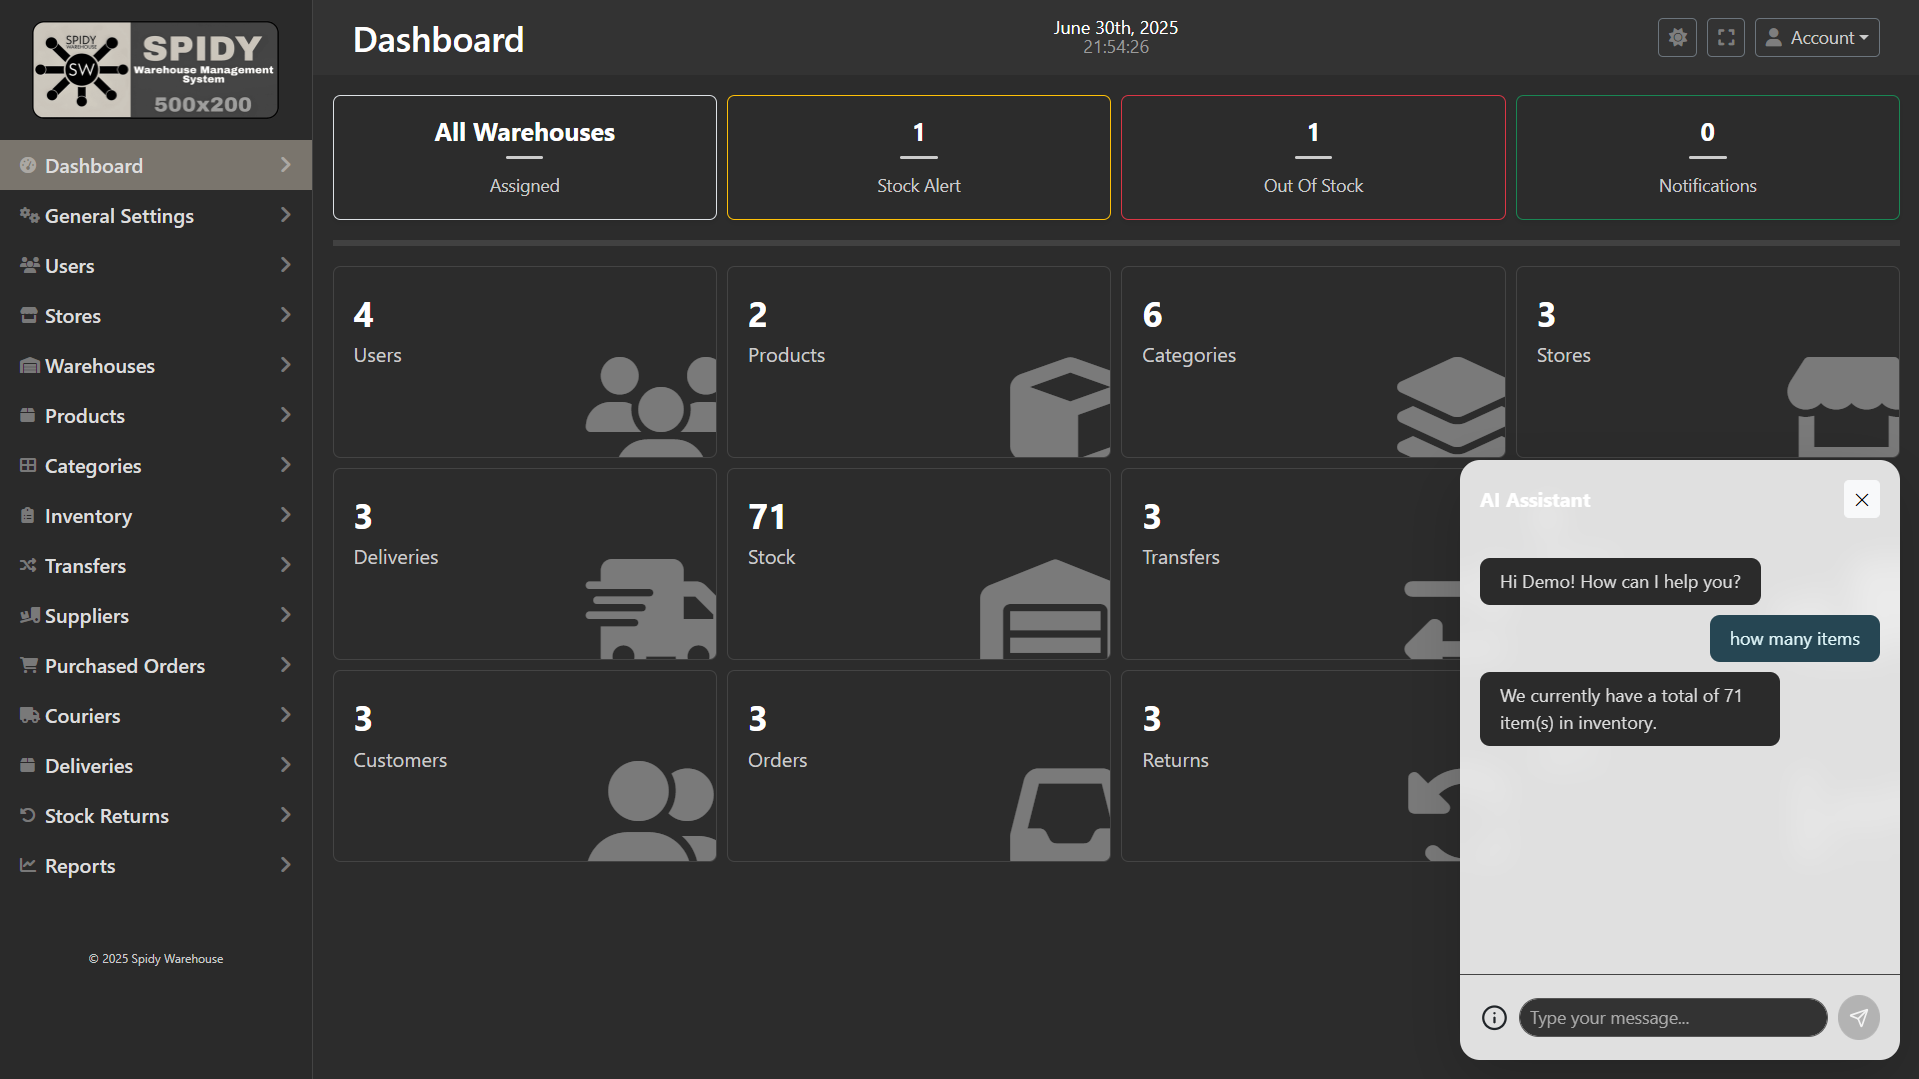 SPIDY
WAREHOUSE
SW
SPIDY
Warehouse Management
System
500x200
Dashboard
General Settings
Users
Stores
Warehouses
Products
Categories
Inventory
Transfers
Suppliers
Purchased Orders
Couriers
Deliveries
Stock Returns
Reports
© 2025 Spidy Warehouse
Dashboard
June 30th, 2025
21:54:26
Account
All Warehouses
Assigned
1
Stock Alert
1
Out Of Stock
0
Notifications
4
Users
2
Products
6
Categories
3
Stores
3
Deliveries
71
Stock
3
Transfers
3
Customers
3
Orders
3
Returns
AI Assistant
Hi Demo! How can I help you?
how many items
We currently have a total of 71
item(s) in inventory.
Type your message...